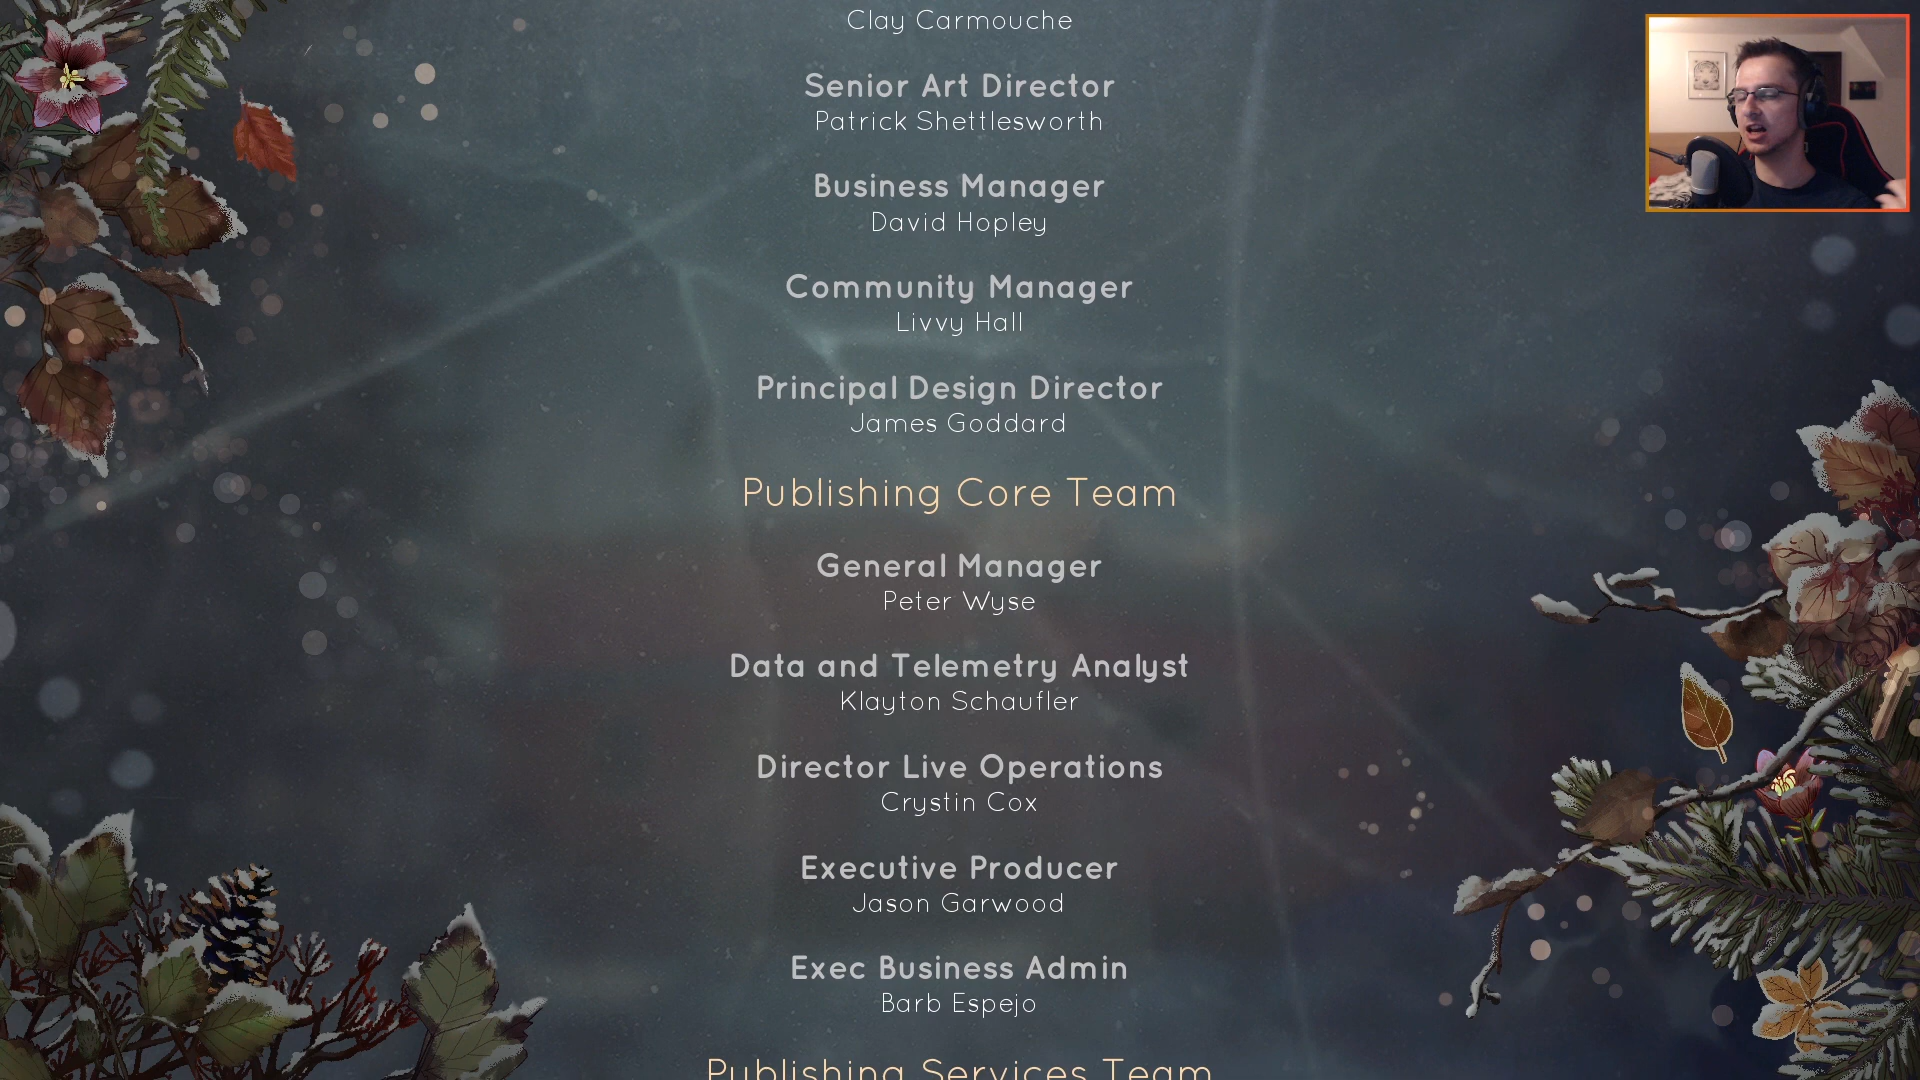 Clay Carmouche
Senior Art Director
Patrick Shettlesworth
Business Manager
David Hopley
Community Manager
Livvy Hall
Principal Design Director
James Goddard
Publishing Core Team
General Manager
Peter Wyse
Data and Telemetry Analyst
Klayton Schaufler
Director Live Operations
Crystin Cox
Executive Producer
Jason Garwood
Exec Business Admin
Barb Espejo
Publishing Services Team